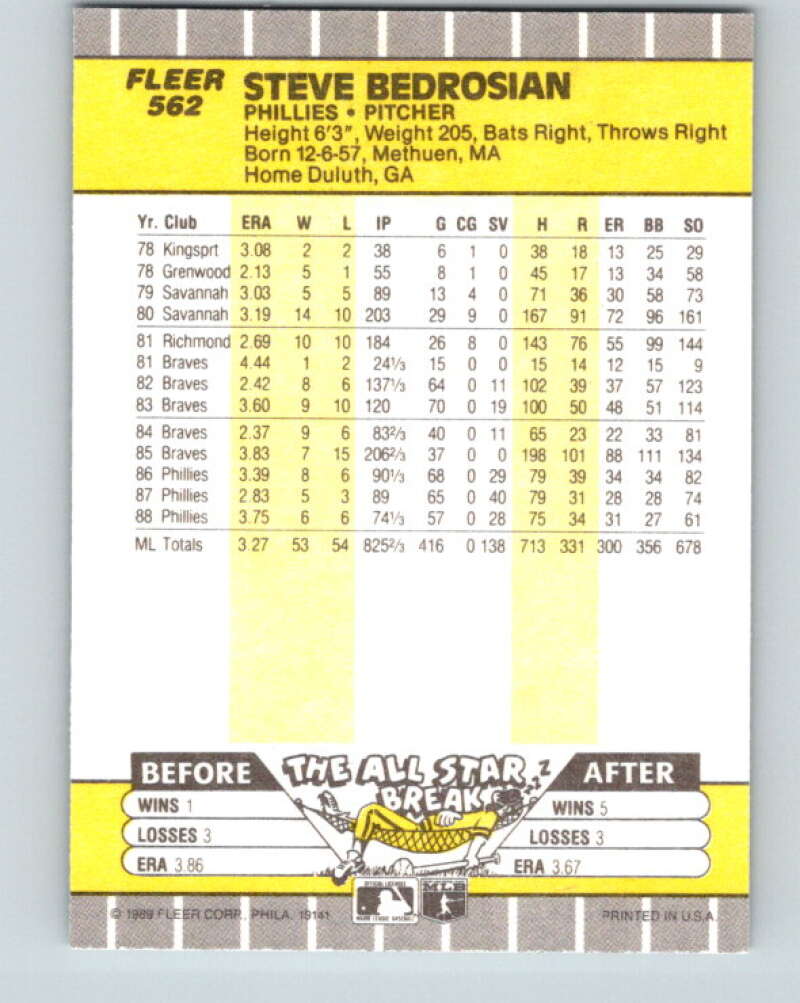 FLEER
562
STEVE BEDROSIAN
PHILLIES • PITCHER
Height 6'3", Weight 205, Bats Right, Throws Right
Born 12-6-57, Methuen, MA
Home Duluth, GA
Yr. Club ERA W L IP G CG SV H R ER BB SO
78 Kingsprt 3.08 2 2 38 6 1 0 38 18 13 25 29
78 Grenwood 2.13 5 1 55 8 1 0 45 17 13 34 58
79 Savannah 3.03 5 5 89 13 4 0 71 36 30 58 73
80 Savannah 3.19 14 10 203 29 9 0 167 91 72 96 161
81 Richmond 2.69 10 10 184 26 8 0 143 76 55 99 144
81 Braves 4.44 1 2 24⅓ 15 0 0 15 14 12 15 9
82 Braves 2.42 8 6 137⅓ 64 0 11 102 39 37 57 123
83 Braves 3.60 9 10 120 70 0 19 100 50 48 51 114
84 Braves 2.37 9 6 83⅔ 40 0 11 65 23 22 33 81
85 Braves 3.83 7 15 206⅔ 37 0 0 198 101 88 111 134
86 Phillies 3.39 8 6 90⅓ 68 0 29 79 39 34 34 82
87 Phillies 2.83 5 3 89 65 0 40 79 31 28 28 74
88 Phillies 3.75 6 6 74⅓ 57 0 28 75 34 31 27 61
ML Totals 3.27 53 54 825⅔ 416 0 138 713 331 300 356 678
BEFORE THE ALL STAR BREAK AFTER
WINS 1 WINS 5
LOSSES 3 LOSSES 3
ERA 3.86 ERA 3.67
MLB
MAJOR LEAGUE BASEBALL
© 1989 FLEER CORP., PHILA. 19141 PRINTED IN U.S.A.